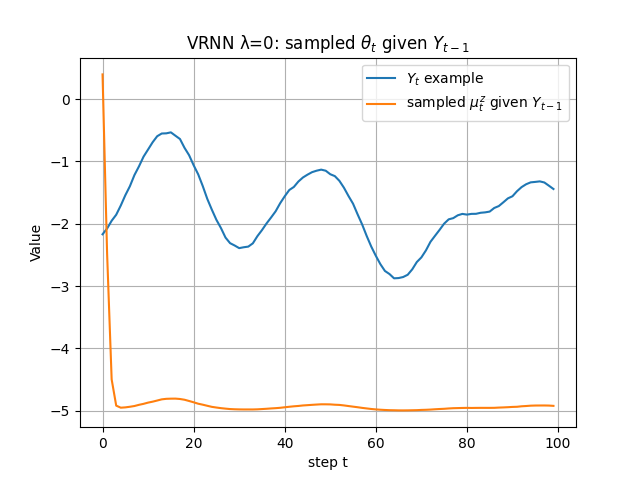 VRNN λ=0: sampled θₜ given Yₜ₋₁
Yₜ example
sampled μₜᶻ given Yₜ₋₁
Value
0
−1
−2
−3
−4
−5
0 20 40 60 80 100
step t